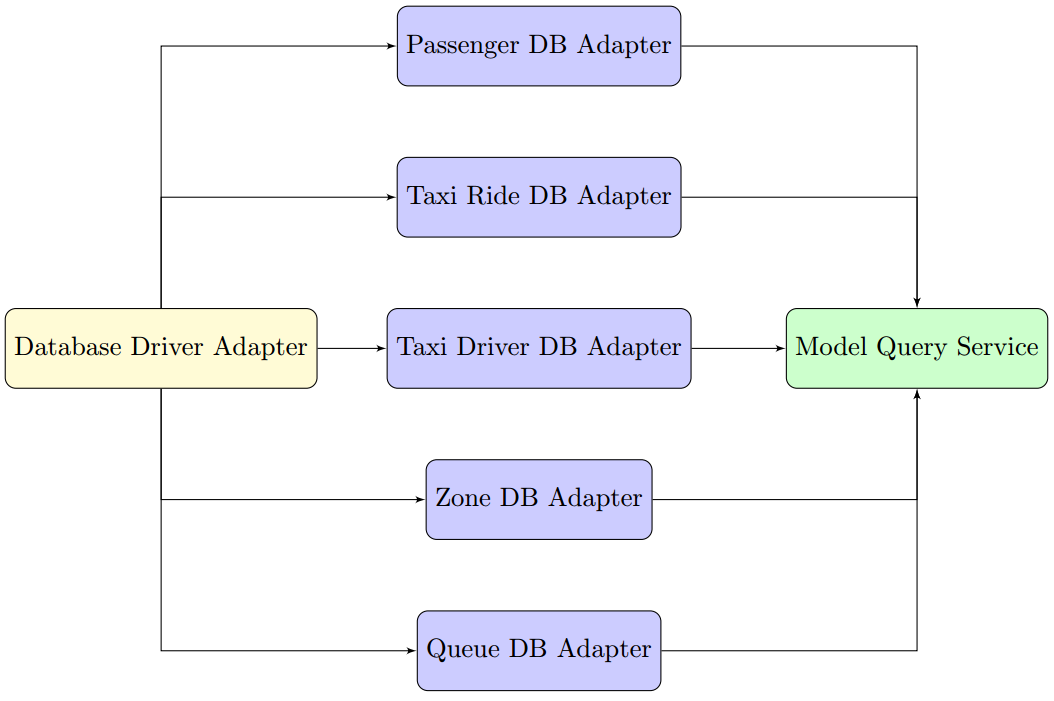 Passenger DB Adapter
Taxi Ride DB Adapter
Database Driver Adapter
Taxi Driver DB Adapter
Model Query Service
Zone DB Adapter
Queue DB Adapter